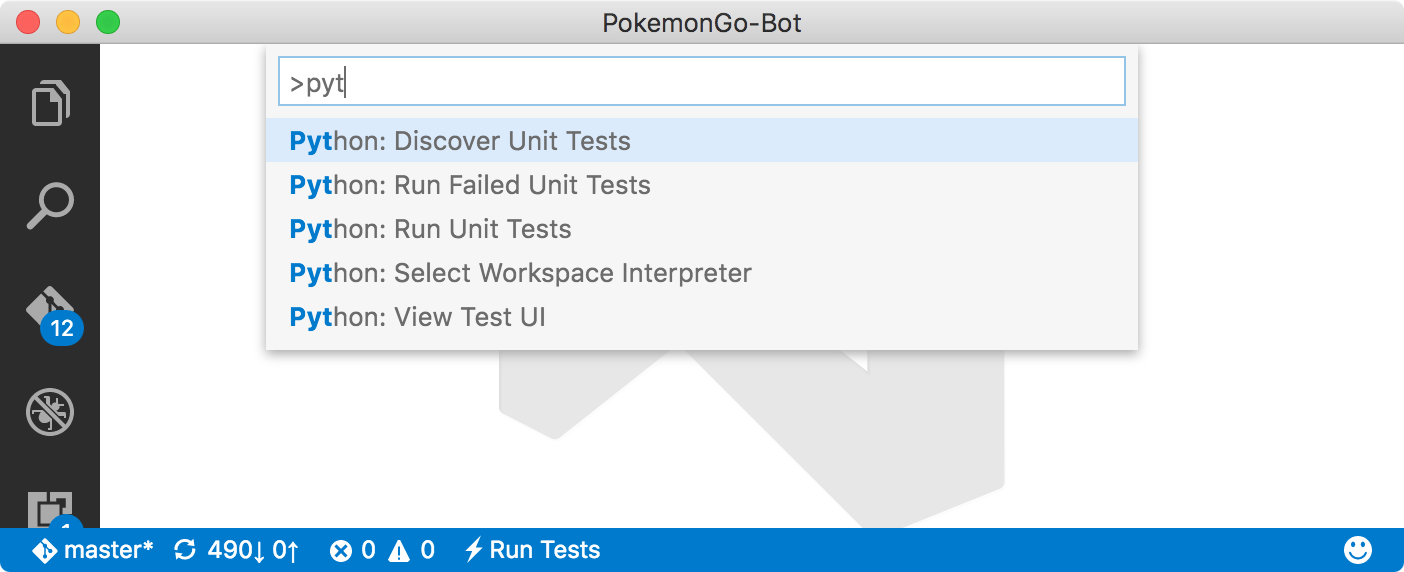 PokemonGo-Bot
>pyt
Python: Discover Unit Tests
Python: Run Failed Unit Tests
Python: Run Unit Tests
Python: Select Workspace Interpreter
Python: View Test UI
12
1
master* 490↓ 0↑ 0 0 Run Tests